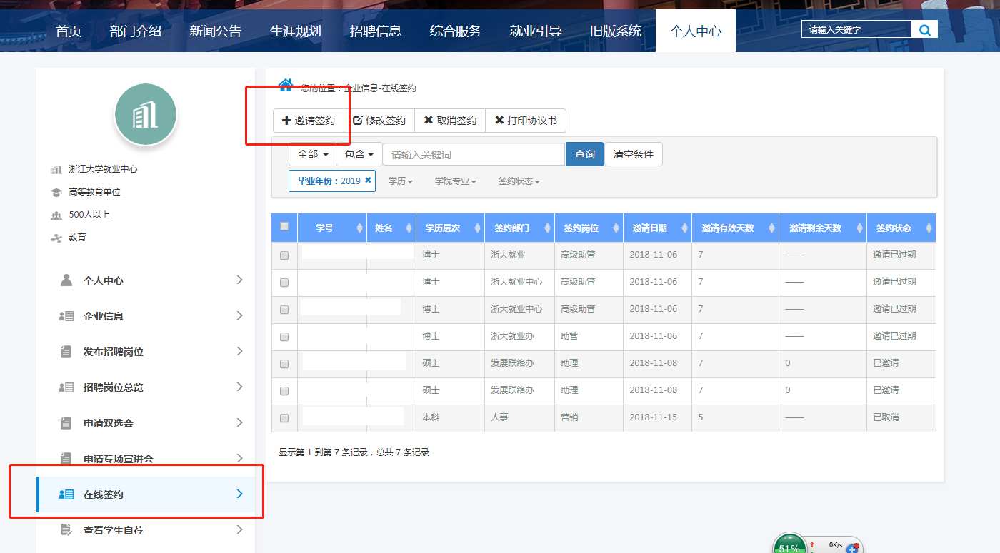 首页 部门介绍 新闻公告 生涯规划 招聘信息 综合服务 就业引导 旧版系统 个人中心 请输入关键字
您的位置：企业信息-在线签约
邀请签约 修改签约 取消签约 打印协议书
全部 包含 请输入关键词 查询 清空条件
毕业年份：2019 学历 学院专业 签约状态
浙江大学就业中心
高等教育单位
500人以上
教育
个人中心
企业信息
发布招聘岗位
招聘岗位总览
申请双选会
申请专场宣讲会
在线签约
查看学生自荐
学号 姓名 学历层次 签约部门 签约岗位 邀请日期 邀请有效天数 邀请剩余天数 签约状态
博士 浙大就业 高级助管 2018-11-06 7 —— 邀请已过期
博士 浙大就业中心 高级助管 2018-11-06 7 —— 邀请已过期
博士 浙大就业中心 高级助管 2018-11-06 7 —— 邀请已过期
博士 浙大就业办 助管 2018-11-06 7 —— 邀请已过期
硕士 发展联络办 助理 2018-11-08 7 0 已邀请
硕士 发展联络办 助理 2018-11-08 7 0 已邀请
本科 人事 营销 2018-11-15 5 —— 已取消
显示第 1 到第 7 条记录，总共 7 条记录
51% 0K/s